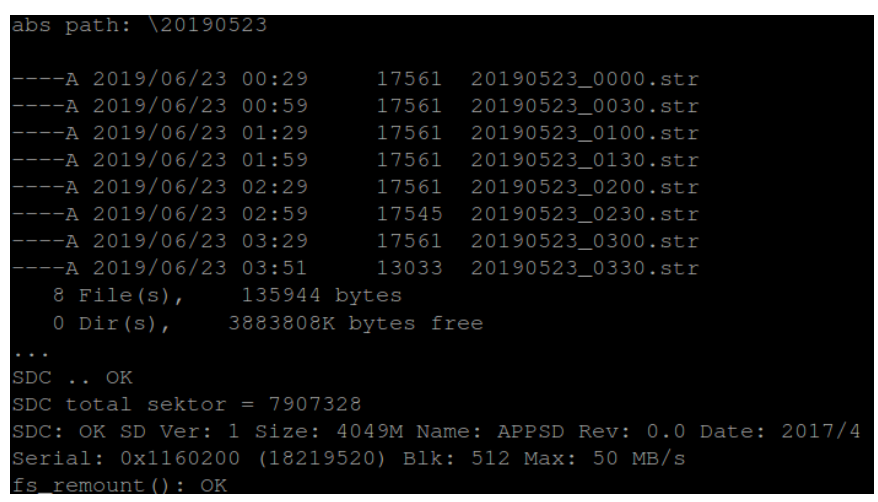 abs path: \20190523
----A 2019/06/23 00:29     17561  20190523_0000.str
----A 2019/06/23 00:59     17561  20190523_0030.str
----A 2019/06/23 01:29     17561  20190523_0100.str
----A 2019/06/23 01:59     17561  20190523_0130.str
----A 2019/06/23 02:29     17561  20190523_0200.str
----A 2019/06/23 02:59     17545  20190523_0230.str
----A 2019/06/23 03:29     17561  20190523_0300.str
----A 2019/06/23 03:51     13033  20190523_0330.str
   8 File(s),    135944 bytes
   0 Dir(s),   3883808K bytes free
...
SDC .. OK
SDC total sektor = 7907328
SDC: OK SD Ver: 1 Size: 4049M Name: APPSD Rev: 0.0 Date: 2017/4
Serial: 0x1160200 (18219520) Blk: 512 Max: 50 MB/s
fs_remount(): OK